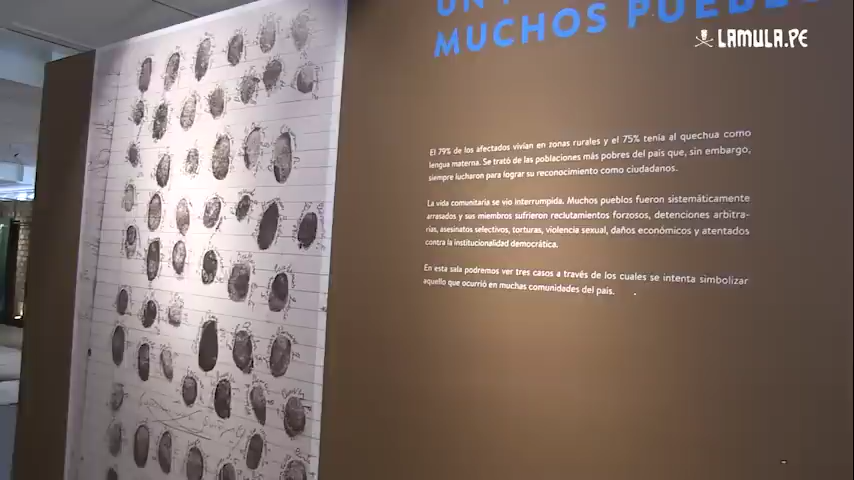 UN
MUCHOS PUEBLOS
LAMULA.PE
El 79% de los afectados vivían en zonas rurales y el 75% tenía al quechua como
lengua materna. Se trató de las poblaciones más pobres del país que, sin embargo,
siempre lucharon para lograr su reconocimiento como ciudadanos.
La vida comunitaria se vio interrumpida. Muchos pueblos fueron sistemáticamente
arrasados y sus miembros sufrieron reclutamientos forzosos, detenciones arbitra-
rias, asesinatos selectivos, torturas, violencia sexual, daños económicos y atentados
contra la institucionalidad democrática.
En esta sala podremos ver tres casos a través de los cuales se intenta simbolizar
aquello que ocurrió en muchas comunidades del país.